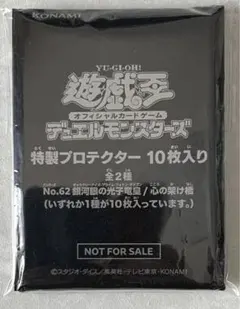 KONAMI
YU-GI-OH!
遊戯王
オフィシャルカードゲーム
デュエルモンスターズ
特製プロテクター 10枚入り
全2種
No.62 銀河眼の光子竜皇 / 心の架け橋
(いずれか1種が10枚入っています。)
NOT FOR SALE
©スタジオ・ダイス/集英社・テレビ東京・KONAMI